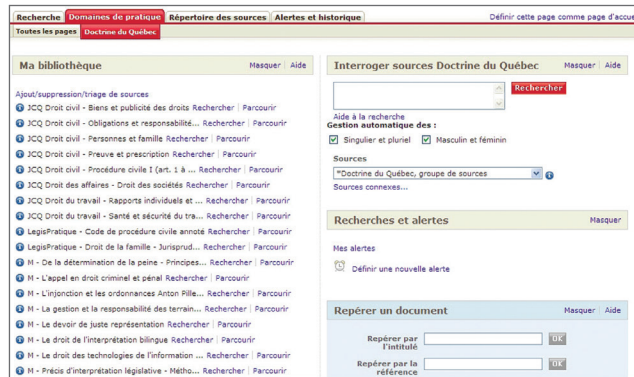 Recherche Domaines de pratique Répertoire des sources Alertes et historique Définir cette page comme page d'accue
Toutes les pages Doctrine du Québec
Ma bibliothèque Masquer Aide
Ajout/suppression/triage de sources
JCQ Droit civil - Biens et publicité des droits Rechercher | Parcourir
JCQ Droit civil - Obligations et responsabilité... Rechercher | Parcourir
JCQ Droit civil - Personnes et famille Rechercher | Parcourir
JCQ Droit civil - Preuve et prescription Rechercher | Parcourir
JCQ Droit civil - Procédure civile I (art. 1 à ... Rechercher | Parcourir
JCQ Droit des affaires - Droit des sociétés Rechercher | Parcourir
JCQ Droit du travail - Rapports individuels et ... Rechercher | Parcourir
JCQ Droit du travail - Santé et sécurité du tra... Rechercher | Parcourir
LegisPratique - Code de procédure civile annoté Rechercher | Parcourir
LegisPratique - Droit de la famille - Jurisprud... Rechercher | Parcourir
M - De la détermination de la peine - Principes... Rechercher | Parcourir
M - L'appel en droit criminel et pénal Rechercher | Parcourir
M - L'injonction et les ordonnances Anton Pille... Rechercher | Parcourir
M - La gestion et la responsabilité des terrain... Rechercher | Parcourir
M - Le devoir de juste représentation Rechercher | Parcourir
M - Le droit de l'interprétation bilingue Rechercher | Parcourir
M - Le droit des technologies de l'information ... Rechercher | Parcourir
M - Précis d'interprétation législative - Métho... Rechercher | Parcourir
Interroger sources Doctrine du Québec Masquer Aide
Rechercher
Aide à la recherche
Gestion automatique des :
Singulier et pluriel Masculin et féminin
Sources
*Doctrine du Québec, groupe de sources
Sources connexes...
Recherches et alertes Masquer
Mes alertes
Définir une nouvelle alerte
Repérer un document Masquer Aide
Repérer par
l'intitulé OK
Repérer par la
référence OK